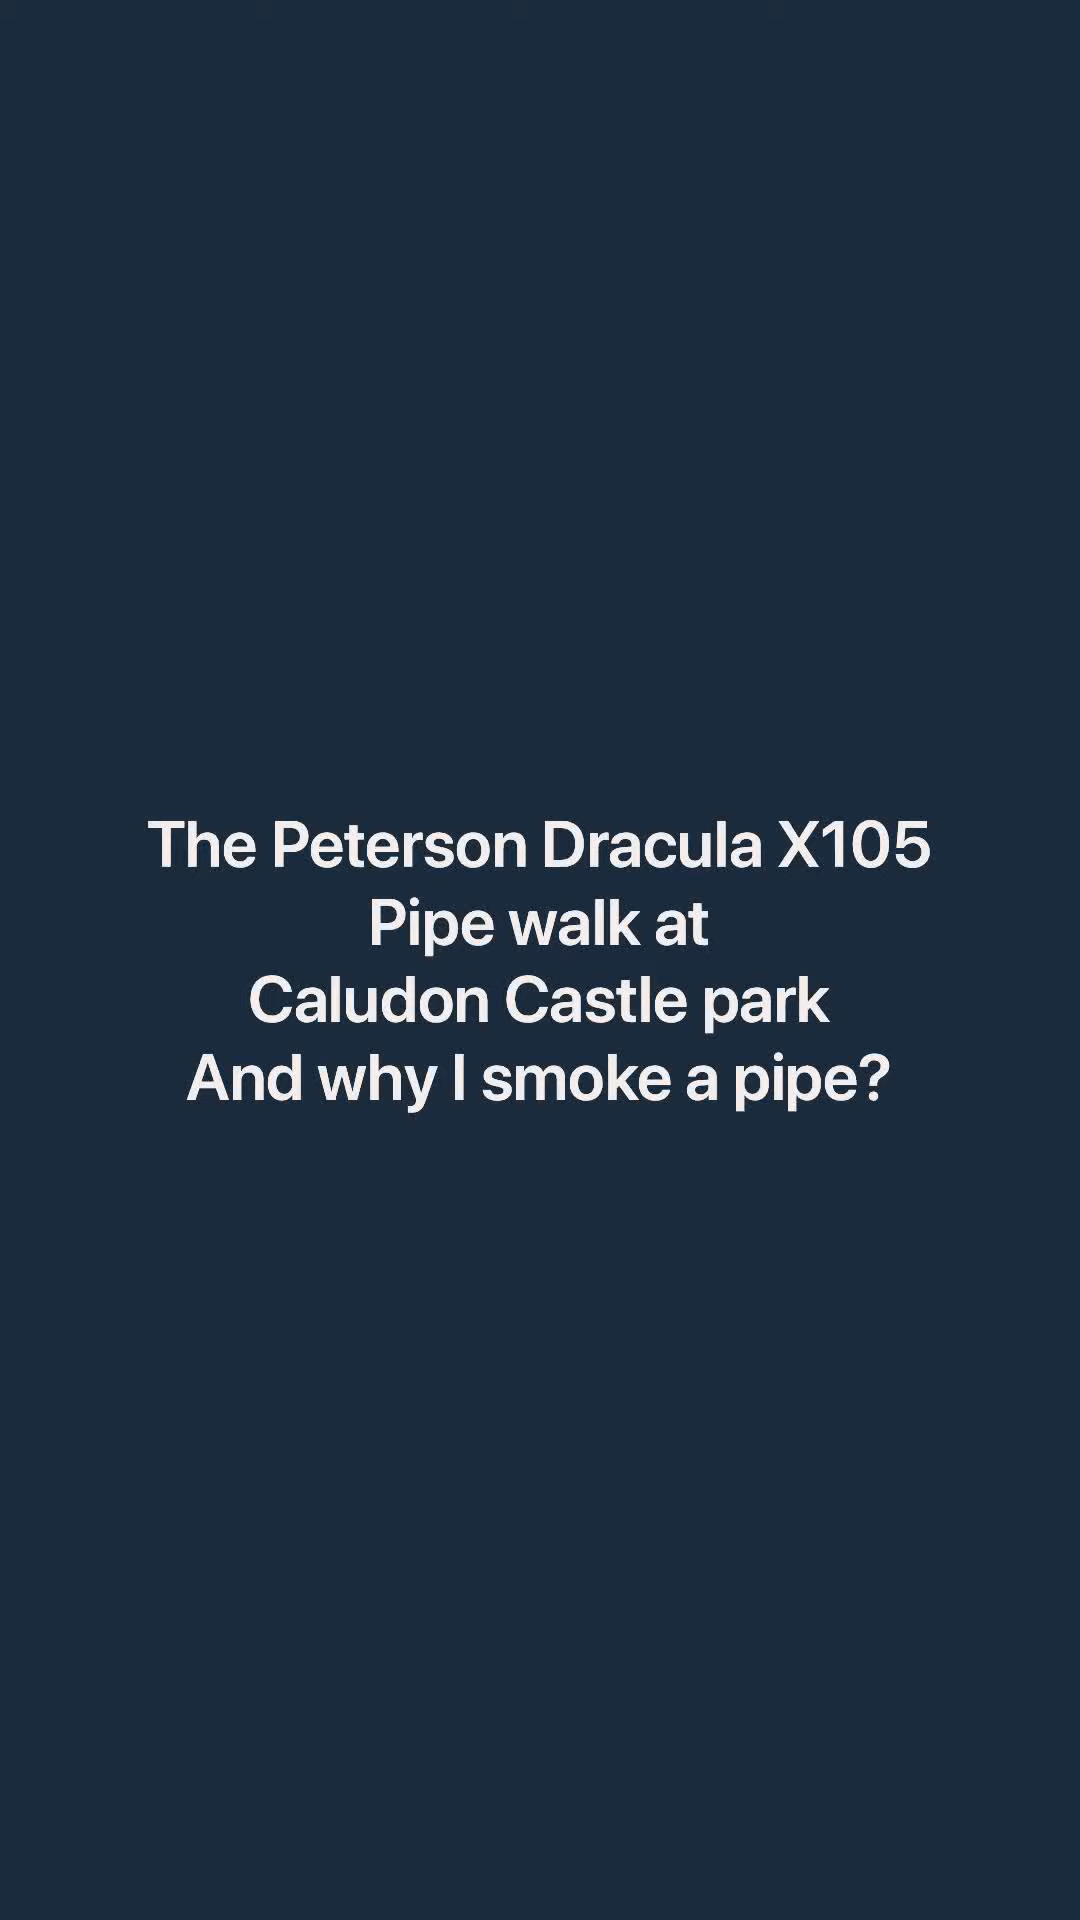 The Peterson Dracula X105
Pipe walk at
Caludon Castle park
And why I smoke a pipe?